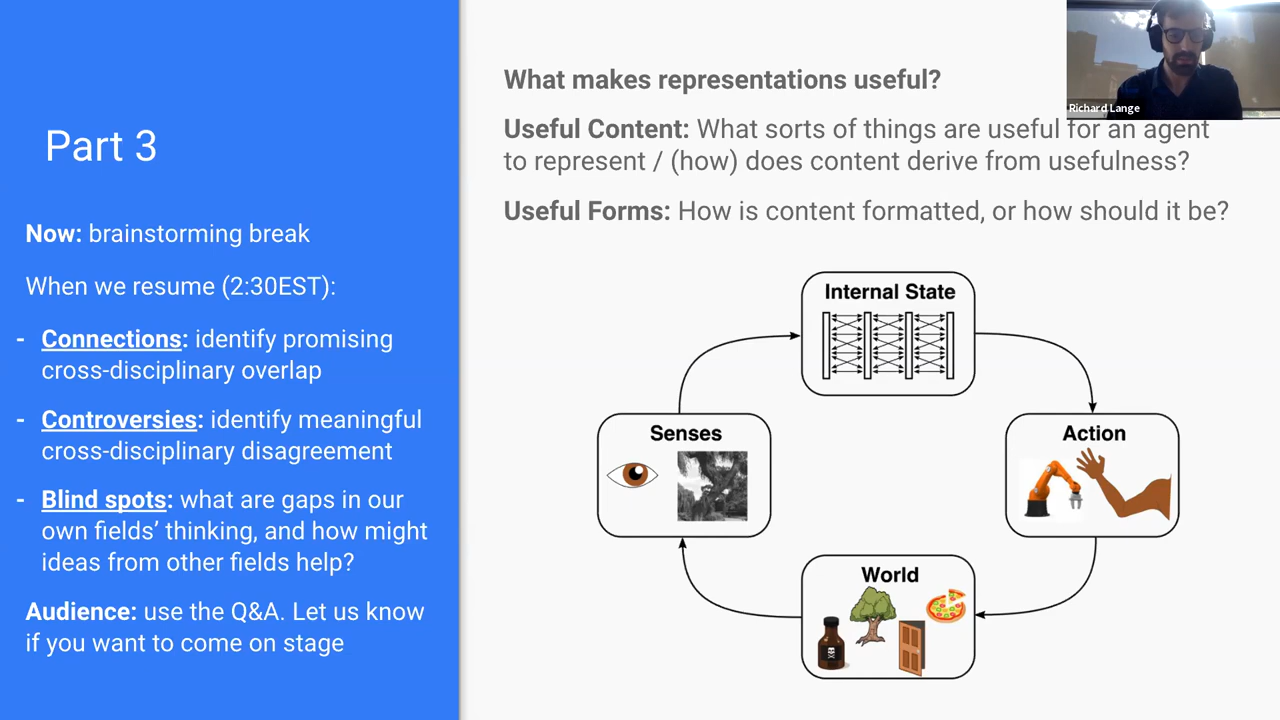 Part 3
Now: brainstorming break
When we resume (2:30EST):
- Connections: identify promising
cross-disciplinary overlap
- Controversies: identify meaningful
cross-disciplinary disagreement
- Blind spots: what are gaps in our
own fields’ thinking, and how might
ideas from other fields help?
Audience: use the Q&A. Let us know
if you want to come on stage
What makes representations useful?
Useful Content: What sorts of things are useful for an agent
to represent / (how) does content derive from usefulness?
Useful Forms: How is content formatted, or how should it be?
Internal State
Senses
Action
World
Richard Lange